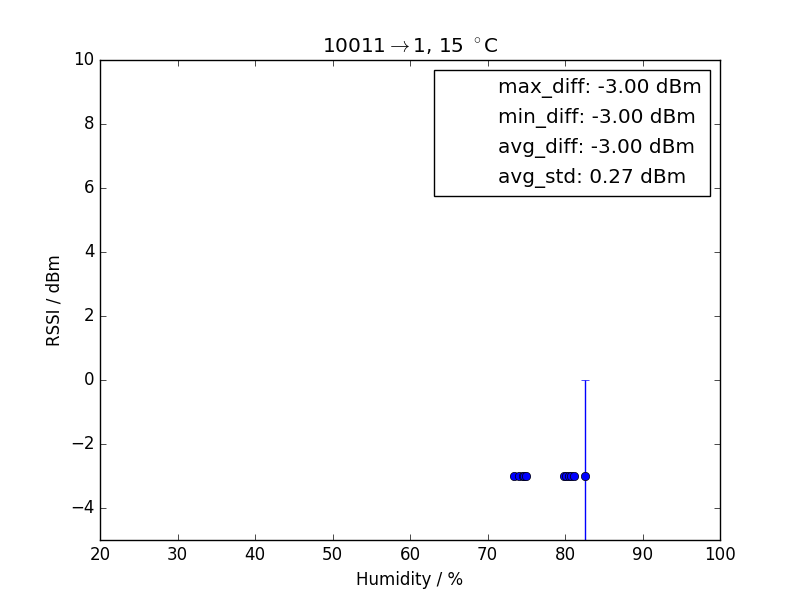 10011→1, 15 °C
max_diff: -3.00 dBm
min_diff: -3.00 dBm
avg_diff: -3.00 dBm
avg_std: 0.27 dBm
RSSI / dBm
10
8
6
4
2
0
−2
−4
20 30 40 50 60 70 80 90 100
Humidity / %